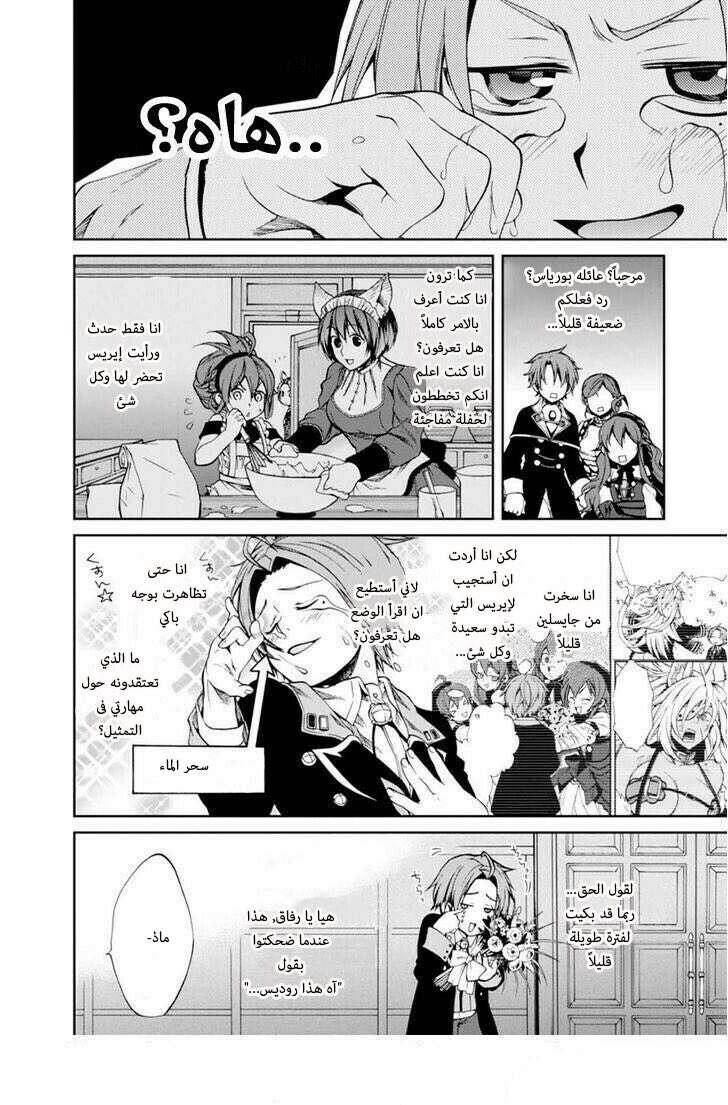 ..هاه؟
مرحباً؟ عائله بورياس؟
رد فعلكم
ضعيفة قليلاً...
كما ترون
انا كنت أعرف
بالامر كاملاً
هل تعرفون؟
انا كنت اعلم
انكم تخططون
لحفلة مفاجئة
انا فقط حدث
ورأيت إيريس
تحضر لها وكل
شئ
انا سخرت
من جايسلين
قليلاً
لكن انا أردت
ان أستجيب
لإيريس التي
تبدو سعيدة
وكل شئ...
لاني أستطيع
ان اقرأ الوضع
هل تعرفون؟
انا حتى
تظاهرت بوجه
باكي
ما الذي
تعتقدونه حول
مهارتي فى
التمثيل؟
سحر الماء
لقول الحق...
ربما قد بكيت
لفترة طويلة
قليلاً
هيا يا رفاق, هذا
عندما ضحكتوا
بقول
"آه هذا روديس..."
ماذ-